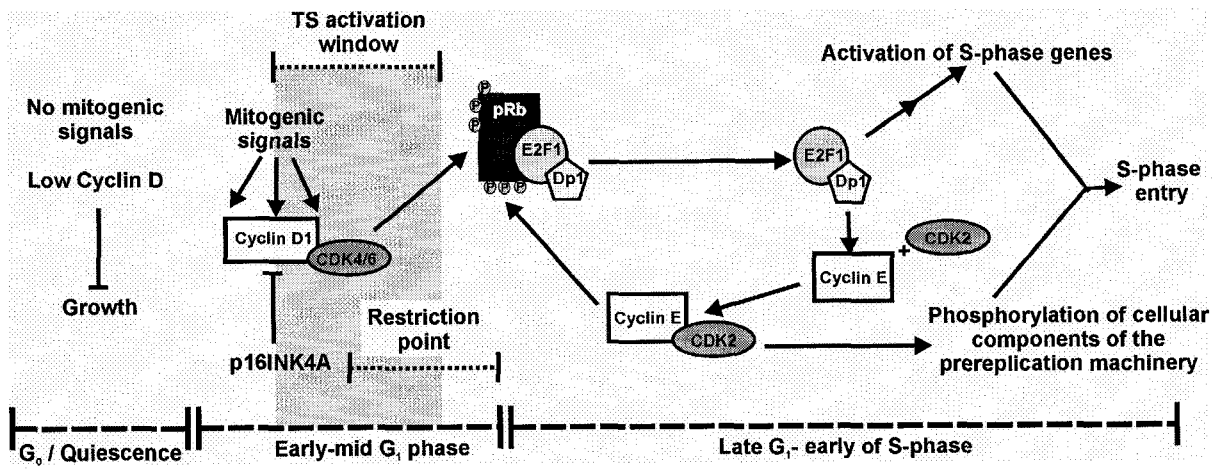 TS activation
window
No mitogenic
signals
Low Cyclin D
Growth
Mitogenic
signals
Cyclin D1
CDK4/6
p16INK4A
Restriction
point
P
P
P
pRb
E2F1
Dp1
P P P
E2F1
Dp1
Activation of S-phase genes
S-phase
entry
Cyclin E
+
CDK2
Cyclin E
CDK2
Phosphorylation of cellular
components of the
prereplication machinery
G₀ / Quiescence
Early-mid G₁ phase
Late G₁- early of S-phase